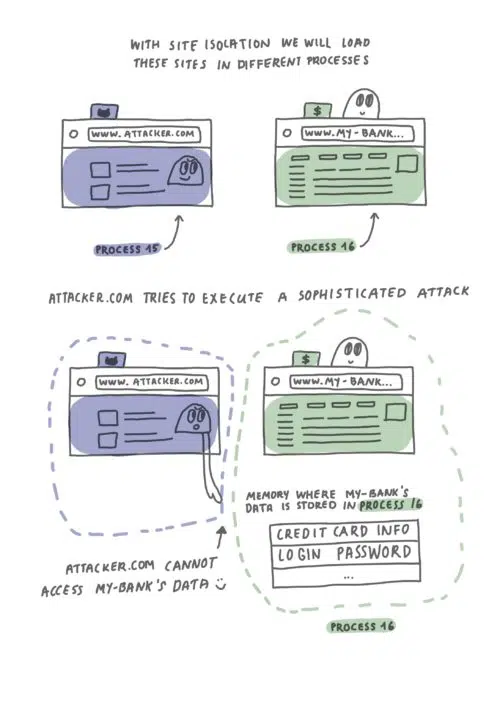 WITH SITE ISOLATION WE WILL LOAD
THESE SITES IN DIFFERENT PROCESSES
$
WWW. ATTACKER.COM
WWW.MY-BANK...
PROCESS 15
PROCESS 16
ATTACKER.COM TRIES TO EXECUTE A SOPHISTICATED ATTACK
$
WWW. ATTACKER.COM
WWW. MY-BANK...
MEMORY WHERE MY-BANK'S
DATA IS STORED IN PROCESS 16
CREDIT CARD INFO
LOGIN PASSWORD
...
ATTACKER.COM CANNOT
ACCESS MY-BANK'S DATA
PROCESS 16